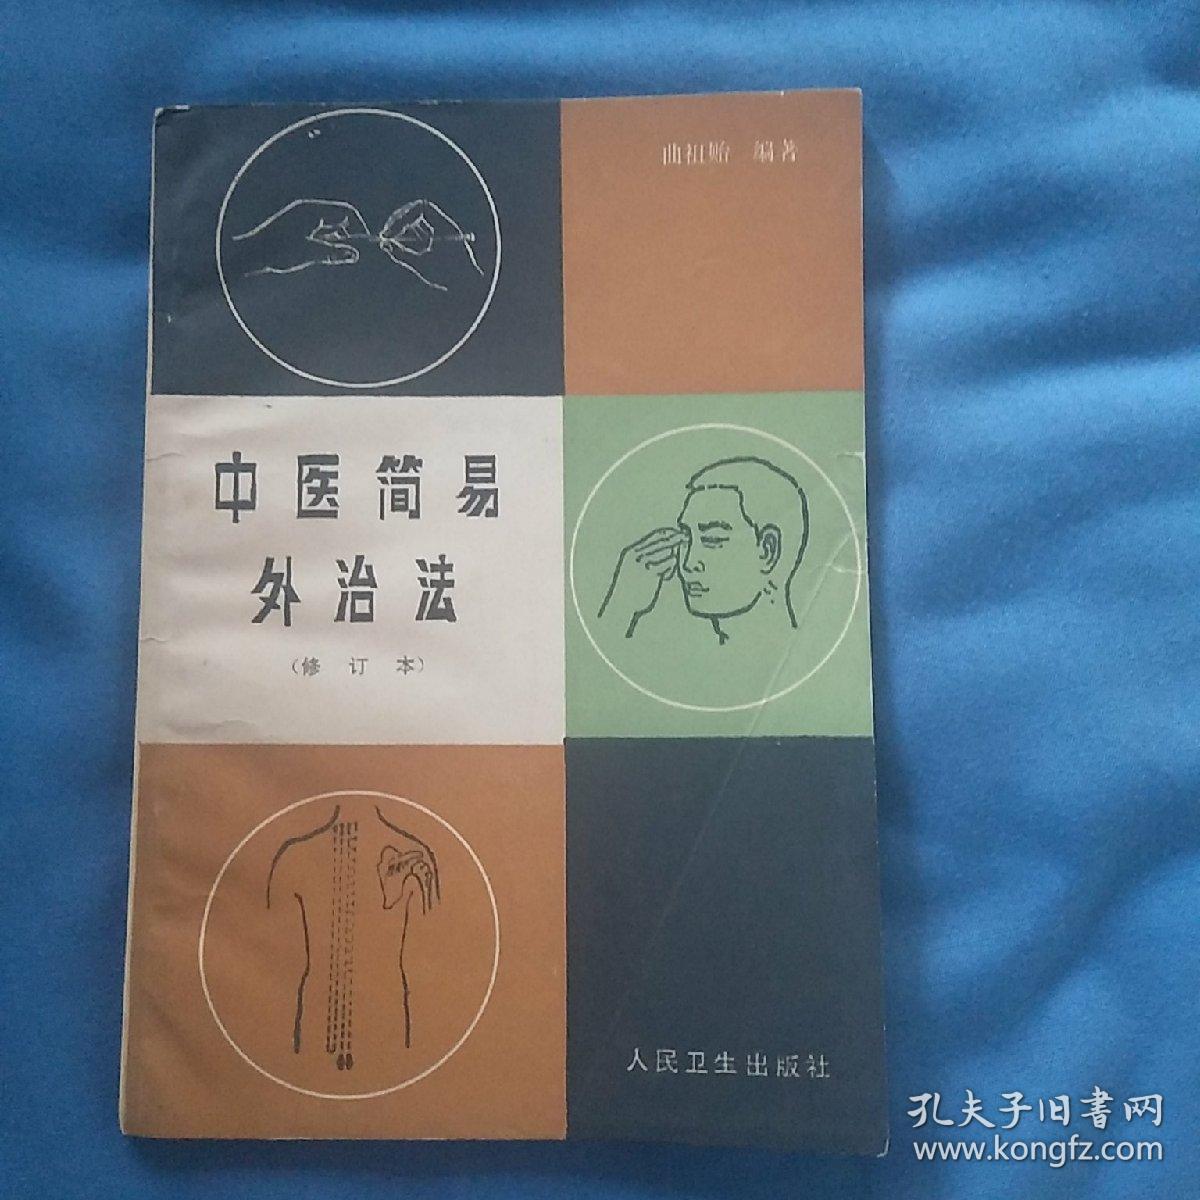 曲祖贻 编著
中医简易
外治法
（修订本）
人民卫生出版社
孔夫子旧书网
www.kongfz.com